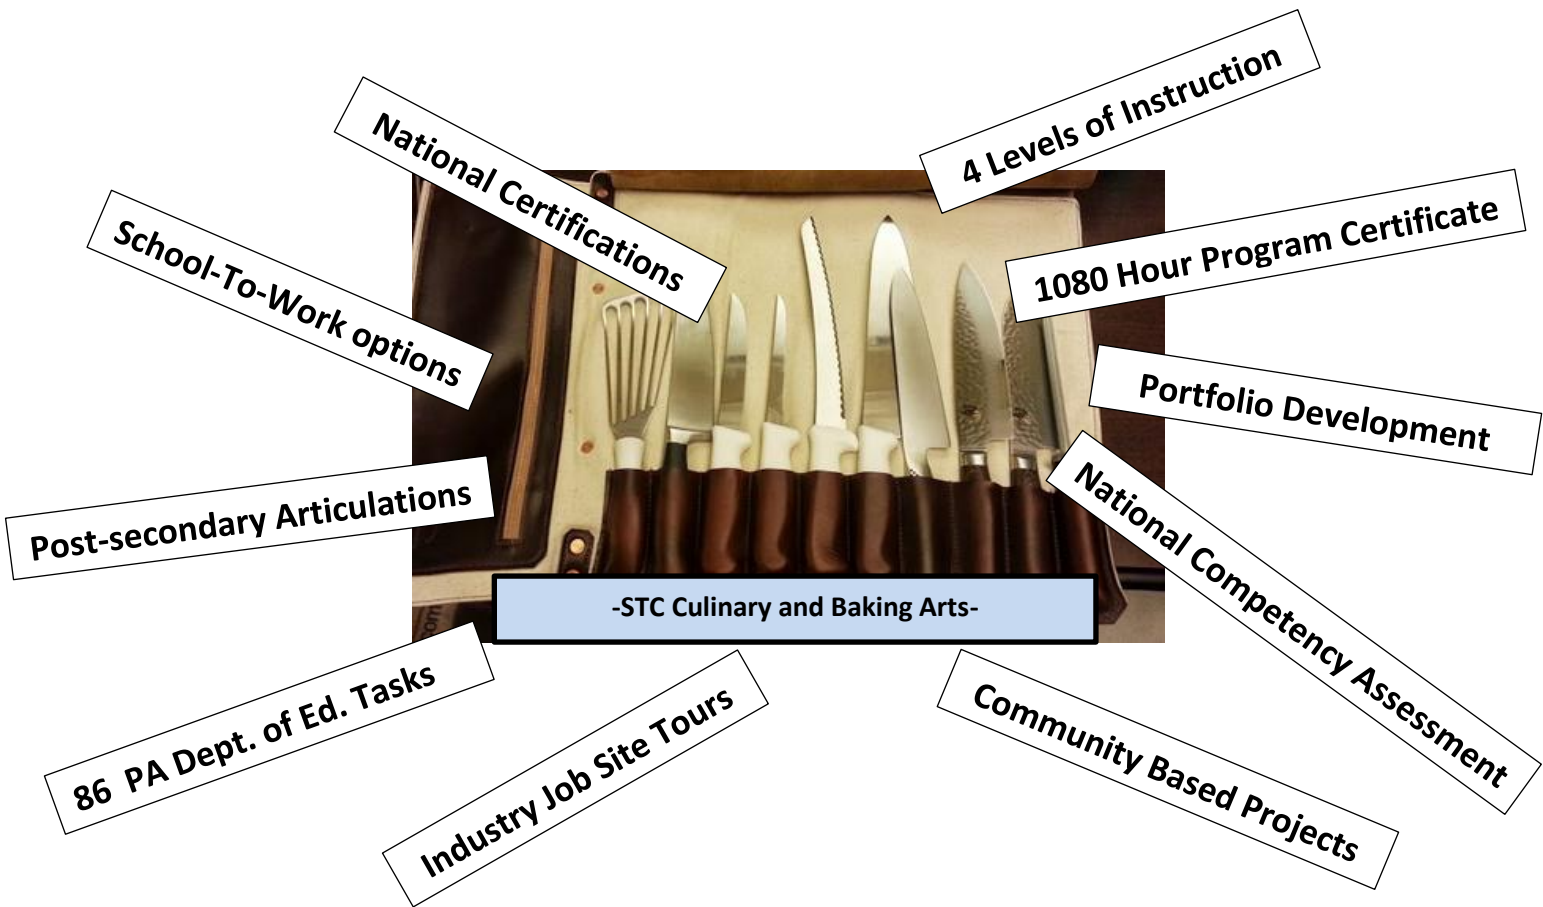 4 Levels of Instruction
National Certifications
1080 Hour Program Certificate
School-To-Work options
Portfolio Development
Post-secondary Articulations
National Competency Assessment
-STC Culinary and Baking Arts-
com
86 PA Dept. of Ed. Tasks
Industry Job Site Tours
Community Based Projects